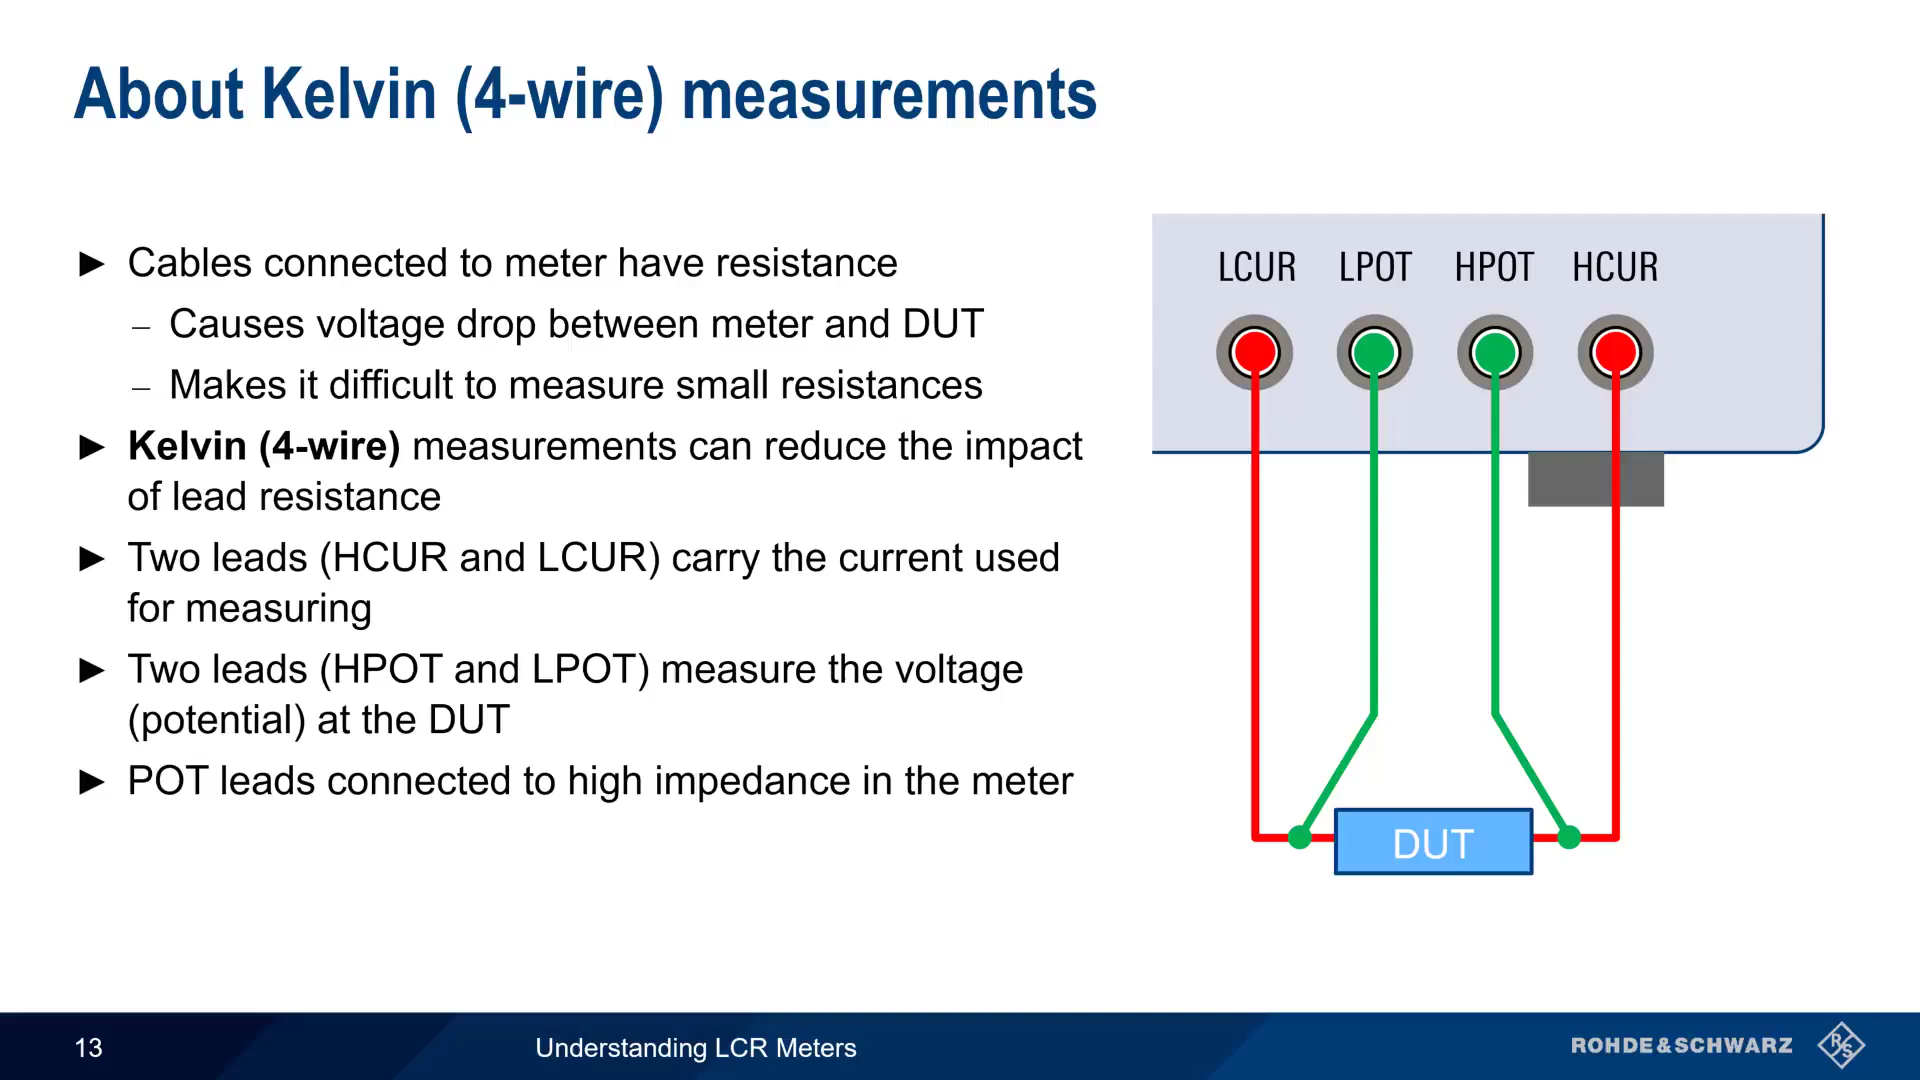 About Kelvin (4-wire) measurements
► Cables connected to meter have resistance
– Causes voltage drop between meter and DUT
– Makes it difficult to measure small resistances
► Kelvin (4-wire) measurements can reduce the impact
of lead resistance
► Two leads (HCUR and LCUR) carry the current used
for measuring
► Two leads (HPOT and LPOT) measure the voltage
(potential) at the DUT
► POT leads connected to high impedance in the meter
LCUR LPOT HPOT HCUR
DUT
13
Understanding LCR Meters
ROHDE&SCHWARZ
R&S